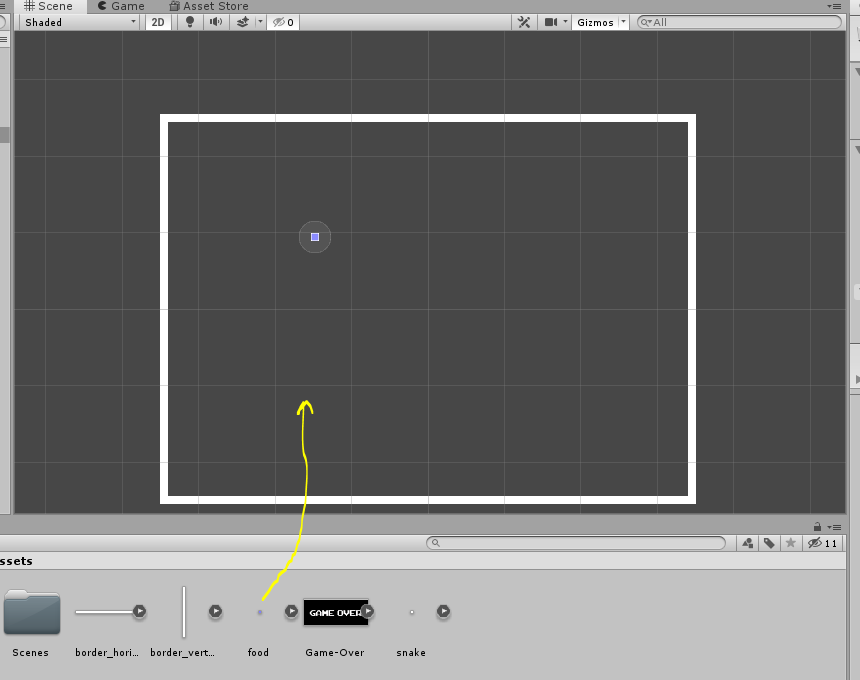 Scene Game Asset Store
Shaded 2D 0 Gizmos All
11
ssets
GAME OVER
Scenes border_hori... border_vert... food Game-Over snake